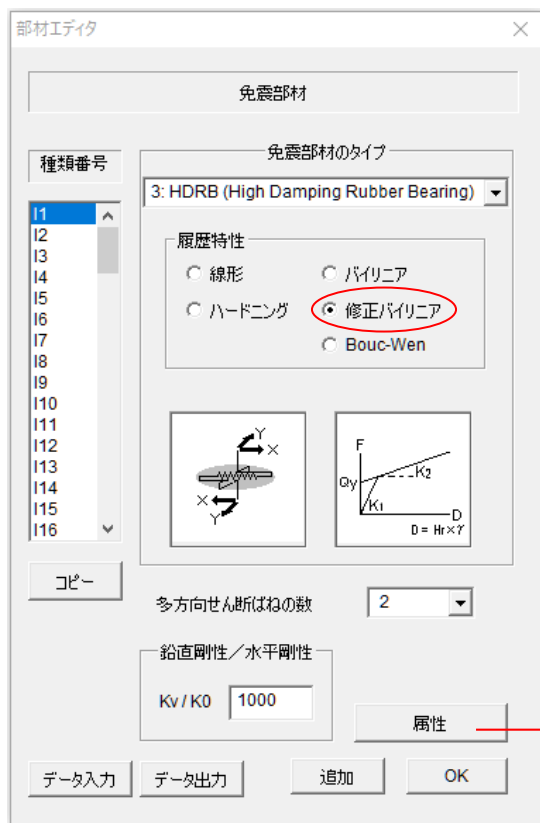 部材エディタ
免震部材
種類番号
I1
I2
I3
I4
I5
I6
I7
I8
I9
I10
I11
I12
I13
I14
I15
I16
コピー
免震部材のタイプ
3: HDRB (High Damping Rubber Bearing)
履歴特性
線形 バイリニア
ハードニング 修正バイリニア
Bouc-Wen
Y
X
X
Y
F
Qy
K2
K1
D
D = Hr×γ
多方向せん断ばねの数 2
鉛直剛性／水平剛性
Kv / K0 1000
属性
データ入力 データ出力 追加 OK